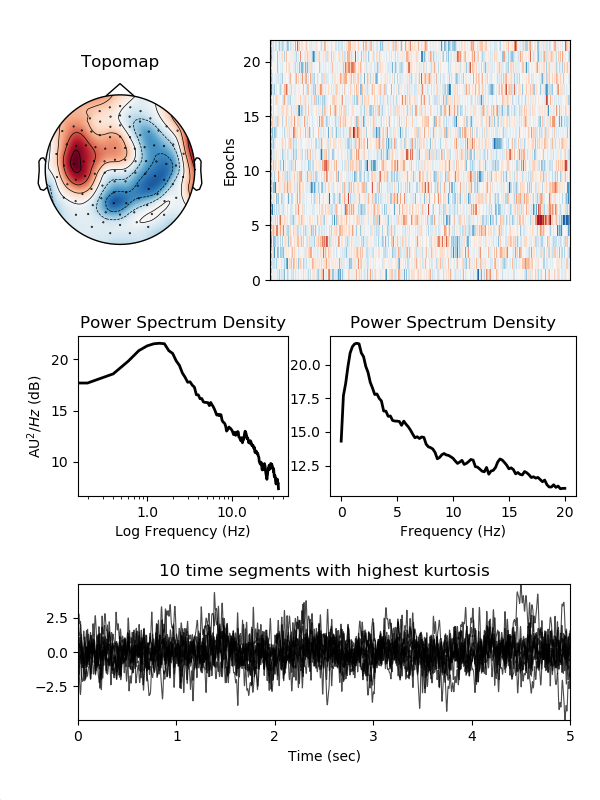 Topomap
Epochs
20
15
10
5
0
Power Spectrum Density
AU²/Hz (dB)
20
15
10
1.0 10.0
Log Frequency (Hz)
Power Spectrum Density
20.0
17.5
15.0
12.5
0 5 10 15 20
Frequency (Hz)
10 time segments with highest kurtosis
2.5
0.0
−2.5
0 1 2 3 4 5
Time (sec)